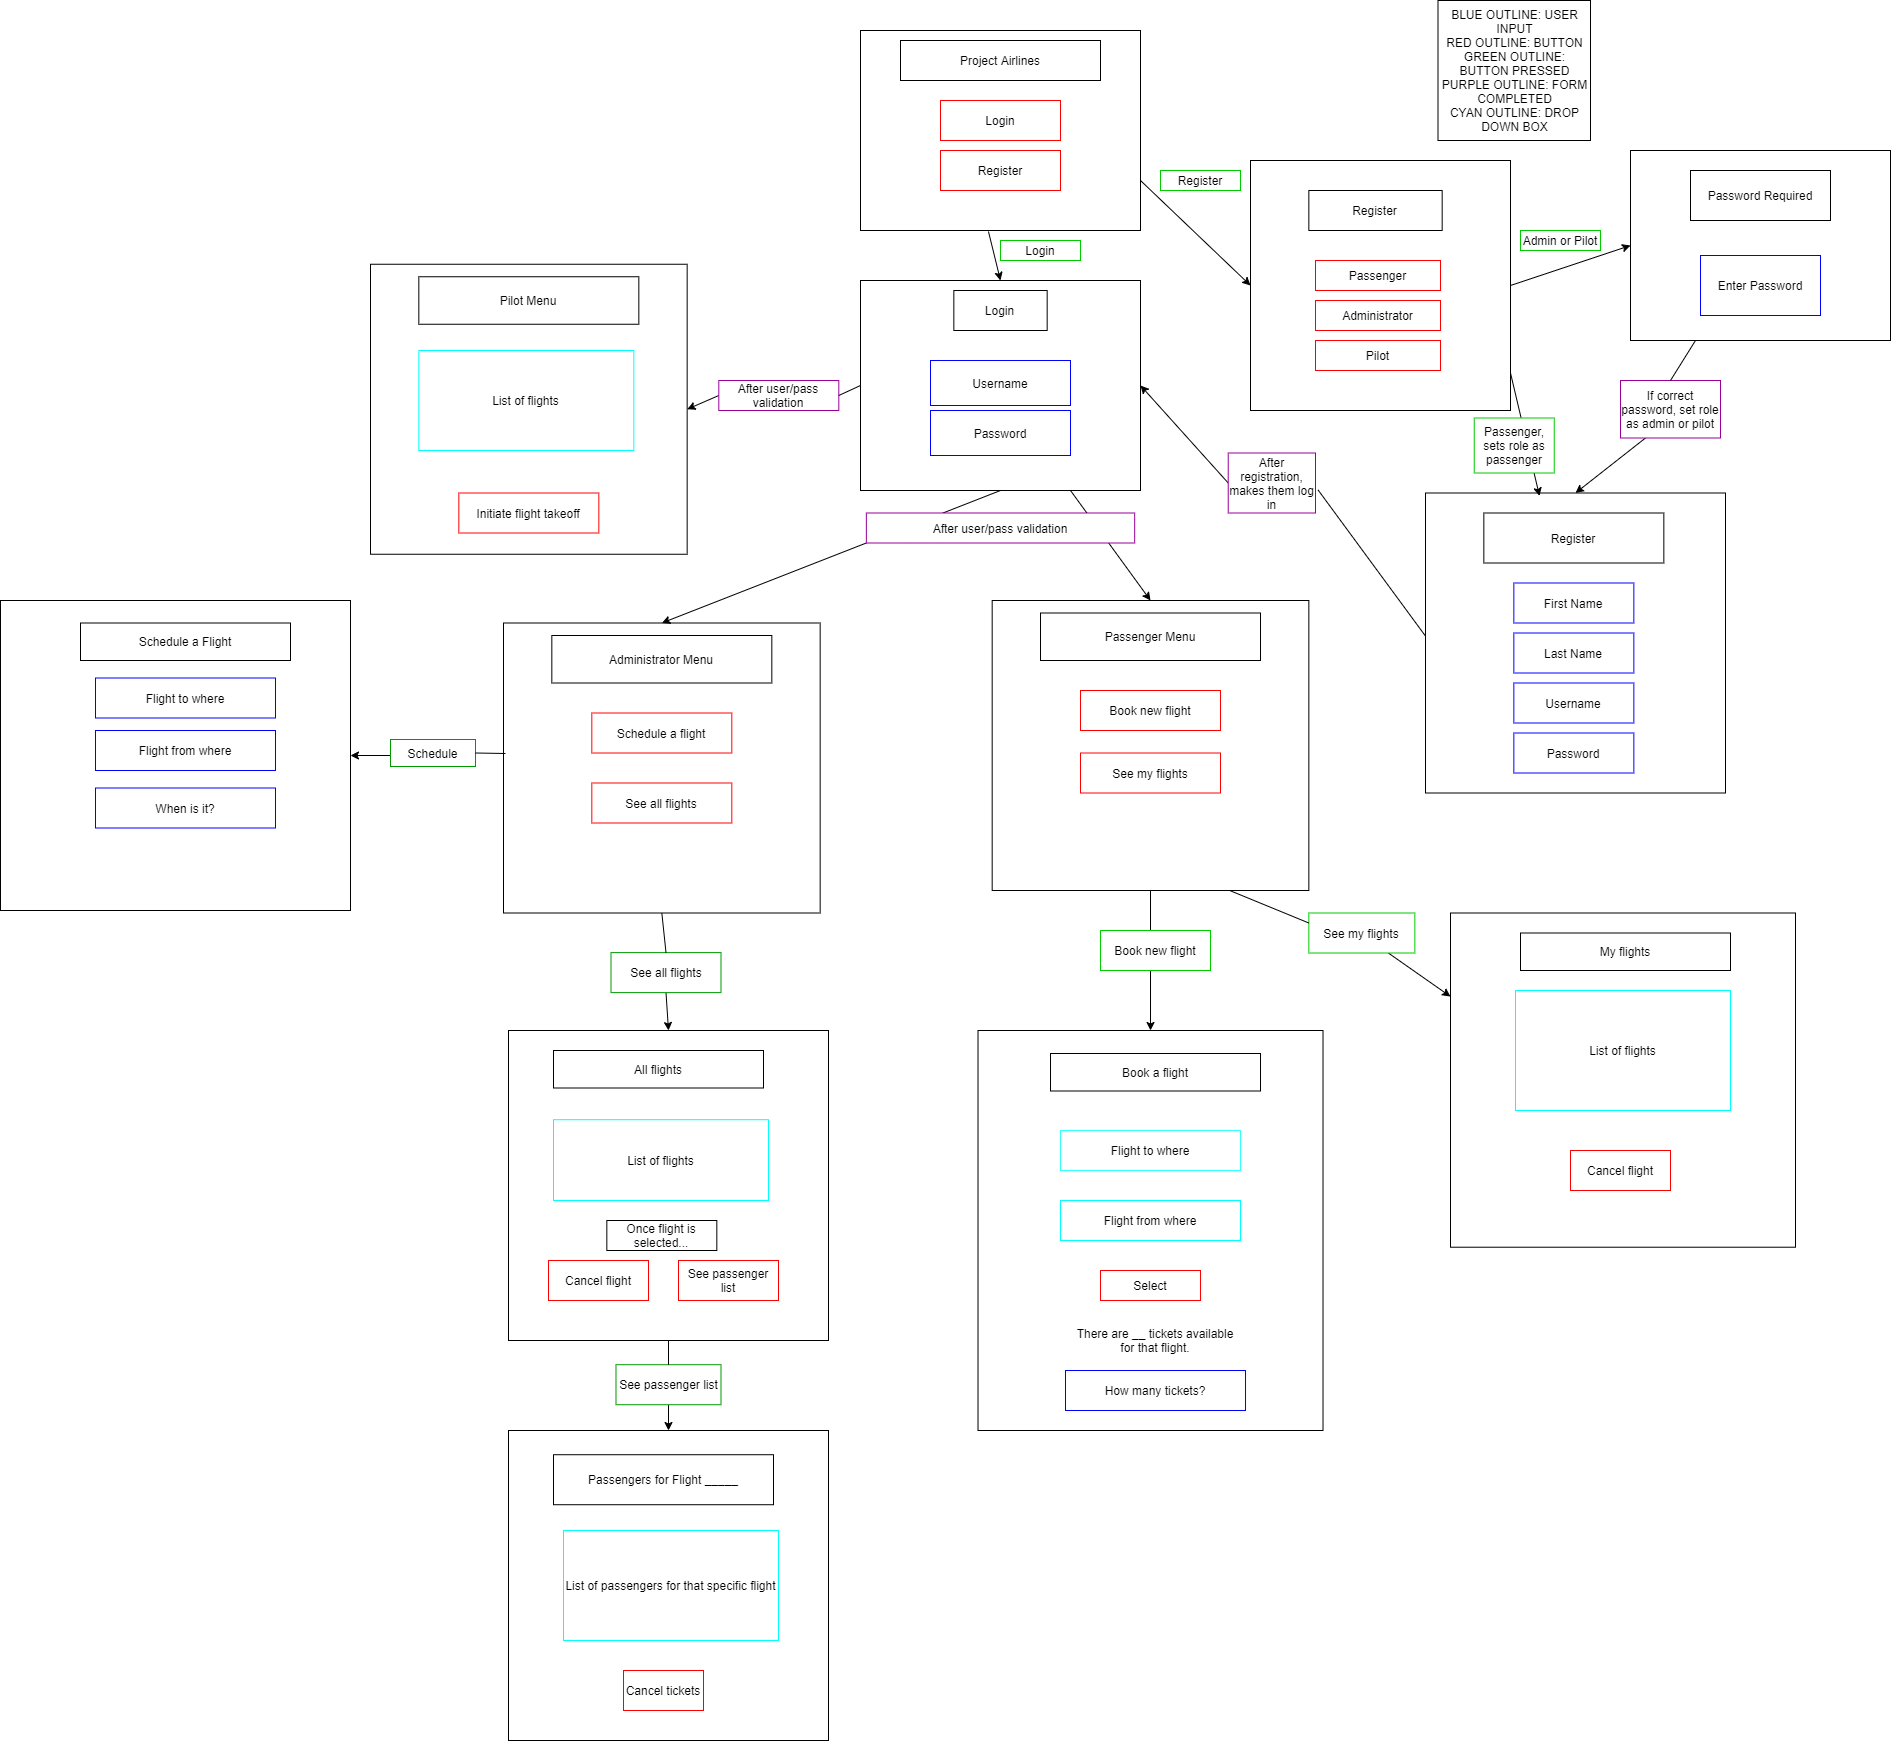 BLUE OUTLINE: USER
INPUT
RED OUTLINE: BUTTON
GREEN OUTLINE:
BUTTON PRESSED
PURPLE OUTLINE: FORM
COMPLETED
CYAN OUTLINE: DROP
DOWN BOX
Project Airlines
Login
Register
Register
Login
Register
Passenger
Administrator
Pilot
Admin or Pilot
Password Required
Enter Password
If correct
password, set role
as admin or pilot
Passenger,
sets role as
passenger
Register
First Name
Last Name
Username
Password
After
registration,
makes them log
in
Login
Username
Password
After user/pass
validation
Pilot Menu
List of flights
Initiate flight takeoff
After user/pass validation
Administrator Menu
Schedule a flight
See all flights
Schedule
Schedule a Flight
Flight to where
Flight from where
When is it?
See all flights
All flights
List of flights
Once flight is
selected...
Cancel flight
See passenger
list
See passenger list
Passengers for Flight _____
List of passengers for that specific flight
Cancel tickets
Passenger Menu
Book new flight
See my flights
Book new flight
Book a flight
Flight to where
Flight from where
Select
There are __ tickets available
for that flight.
How many tickets?
See my flights
My flights
List of flights
Cancel flight